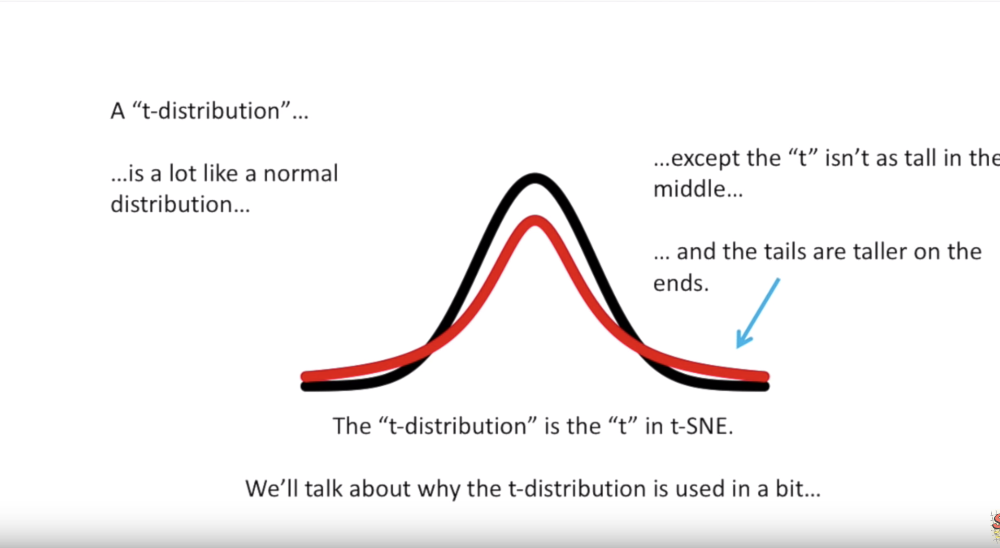 A “t-distribution”…
…is a lot like a normal
distribution…
…except the “t” isn’t as tall in the
middle…
… and the tails are taller on the
ends.
The “t-distribution” is the “t” in t-SNE.
We’ll talk about why the t-distribution is used in a bit…